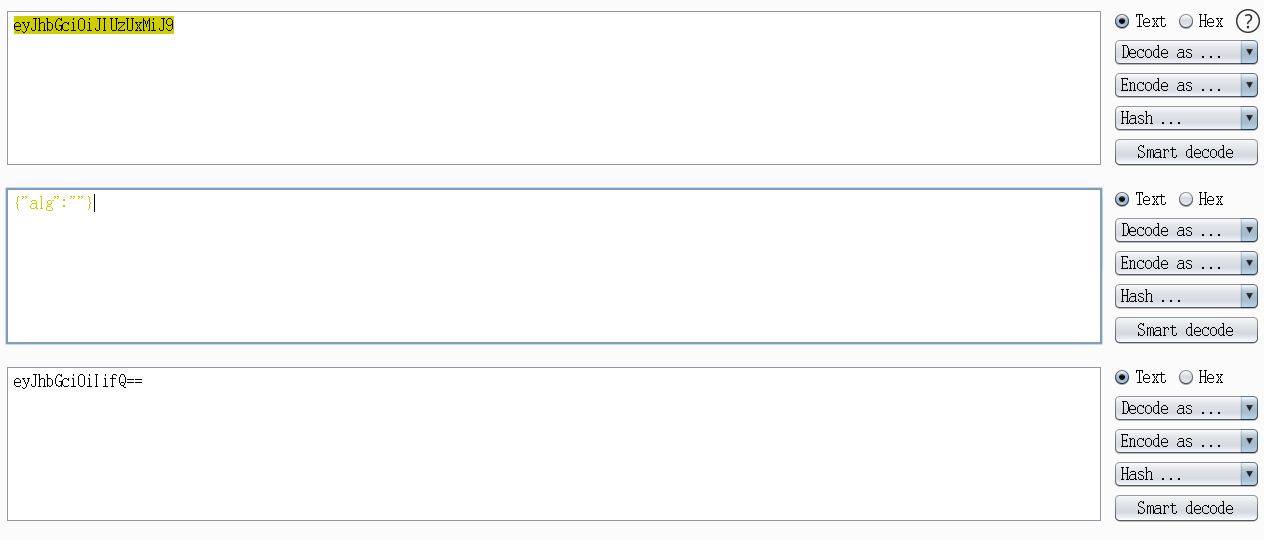 eyJhbGciOiJIUzUxMiJ9
Text Hex ?
Decode as ...
Encode as ...
Hash ...
Smart decode
{"alg":""}
Text Hex
Decode as ...
Encode as ...
Hash ...
Smart decode
eyJhbGciOiIifQ==
Text Hex
Decode as ...
Encode as ...
Hash ...
Smart decode